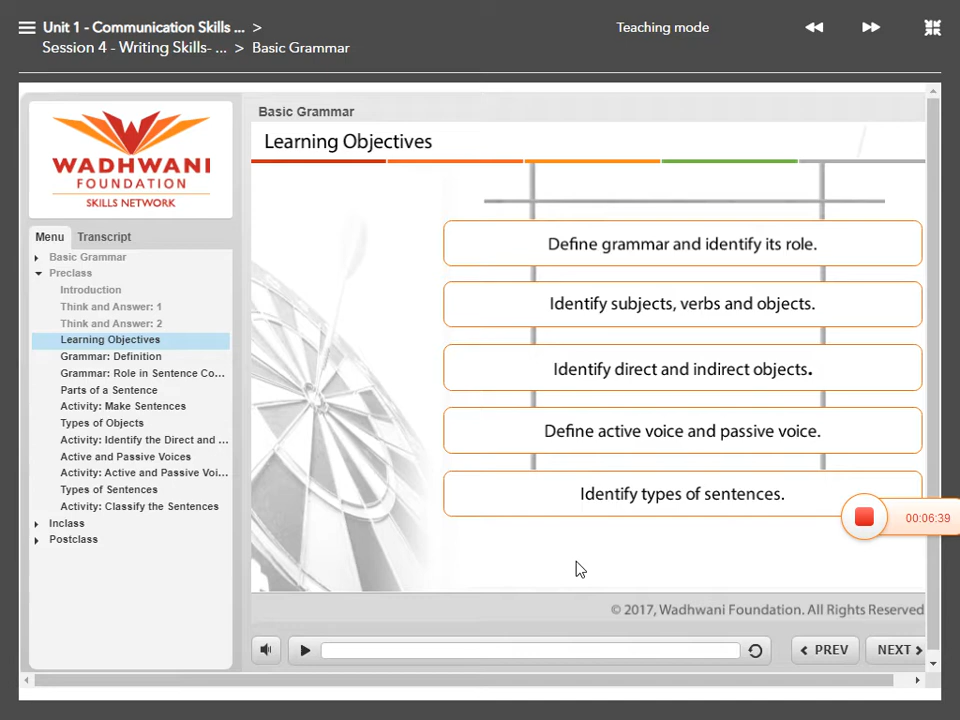 Unit 1 - Communication Skills ... >
Teaching mode
Session 4 - Writing Skills- ... > Basic Grammar
WADHWANI
FOUNDATION
SKILLS NETWORK
Menu Transcript
Basic Grammar
Preclass
Introduction
Think and Answer: 1
Think and Answer: 2
Learning Objectives
Grammar: Definition
Grammar: Role in Sentence Co...
Parts of a Sentence
Activity: Make Sentences
Types of Objects
Activity: Identify the Direct and ...
Active and Passive Voices
Activity: Active and Passive Voi...
Types of Sentences
Activity: Classify the Sentences
Inclass
Postclass
Basic Grammar
Learning Objectives
Define grammar and identify its role.
Identify subjects, verbs and objects.
Identify direct and indirect objects.
Define active voice and passive voice.
Identify types of sentences.
00:06:39
© 2017, Wadhwani Foundation. All Rights Reserved
PREV
NEXT